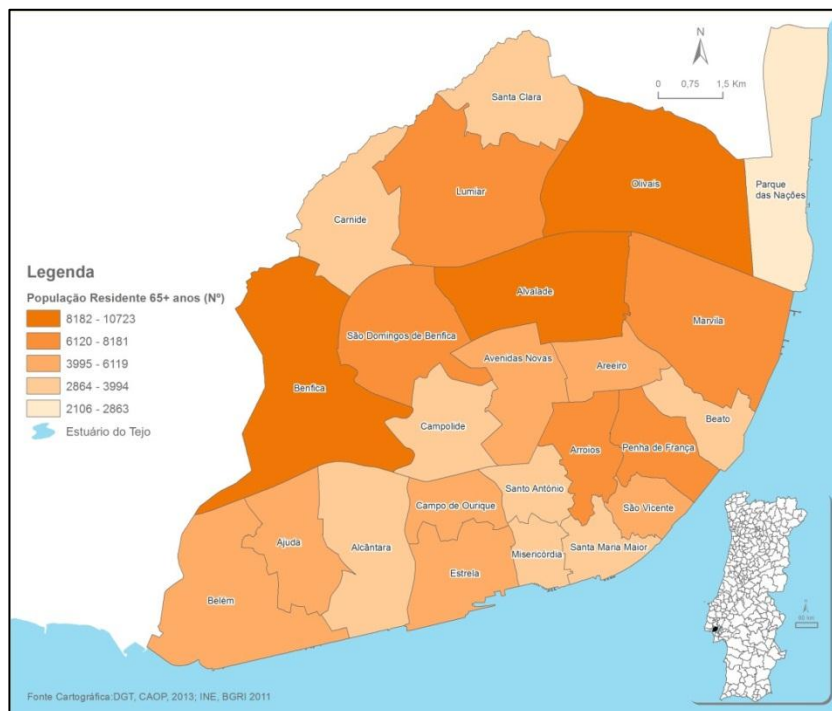 N
0 0,75 1,5 Km
Santa Clara
Olivais
Parque
das Nações
Lumiar
Carnide
Legenda
População Residente 65+ anos (Nº)
8182 - 10723
6120 - 8181
3995 - 6119
2864 - 3994
2106 - 2863
Estuário do Tejo
Alvalade
Marvila
São Domingos de Benfica
Avenidas Novas
Areeiro
Benfica
Beato
Campolide
Arroios
Penha de França
Santo António
Campo de Ourique
São Vicente
Ajuda
Alcântara
Misericórdia
Santa Maria Maior
Estrela
Belém
Fonte Cartográfica:DGT, CAOP, 2013; INE, BGRI 2011